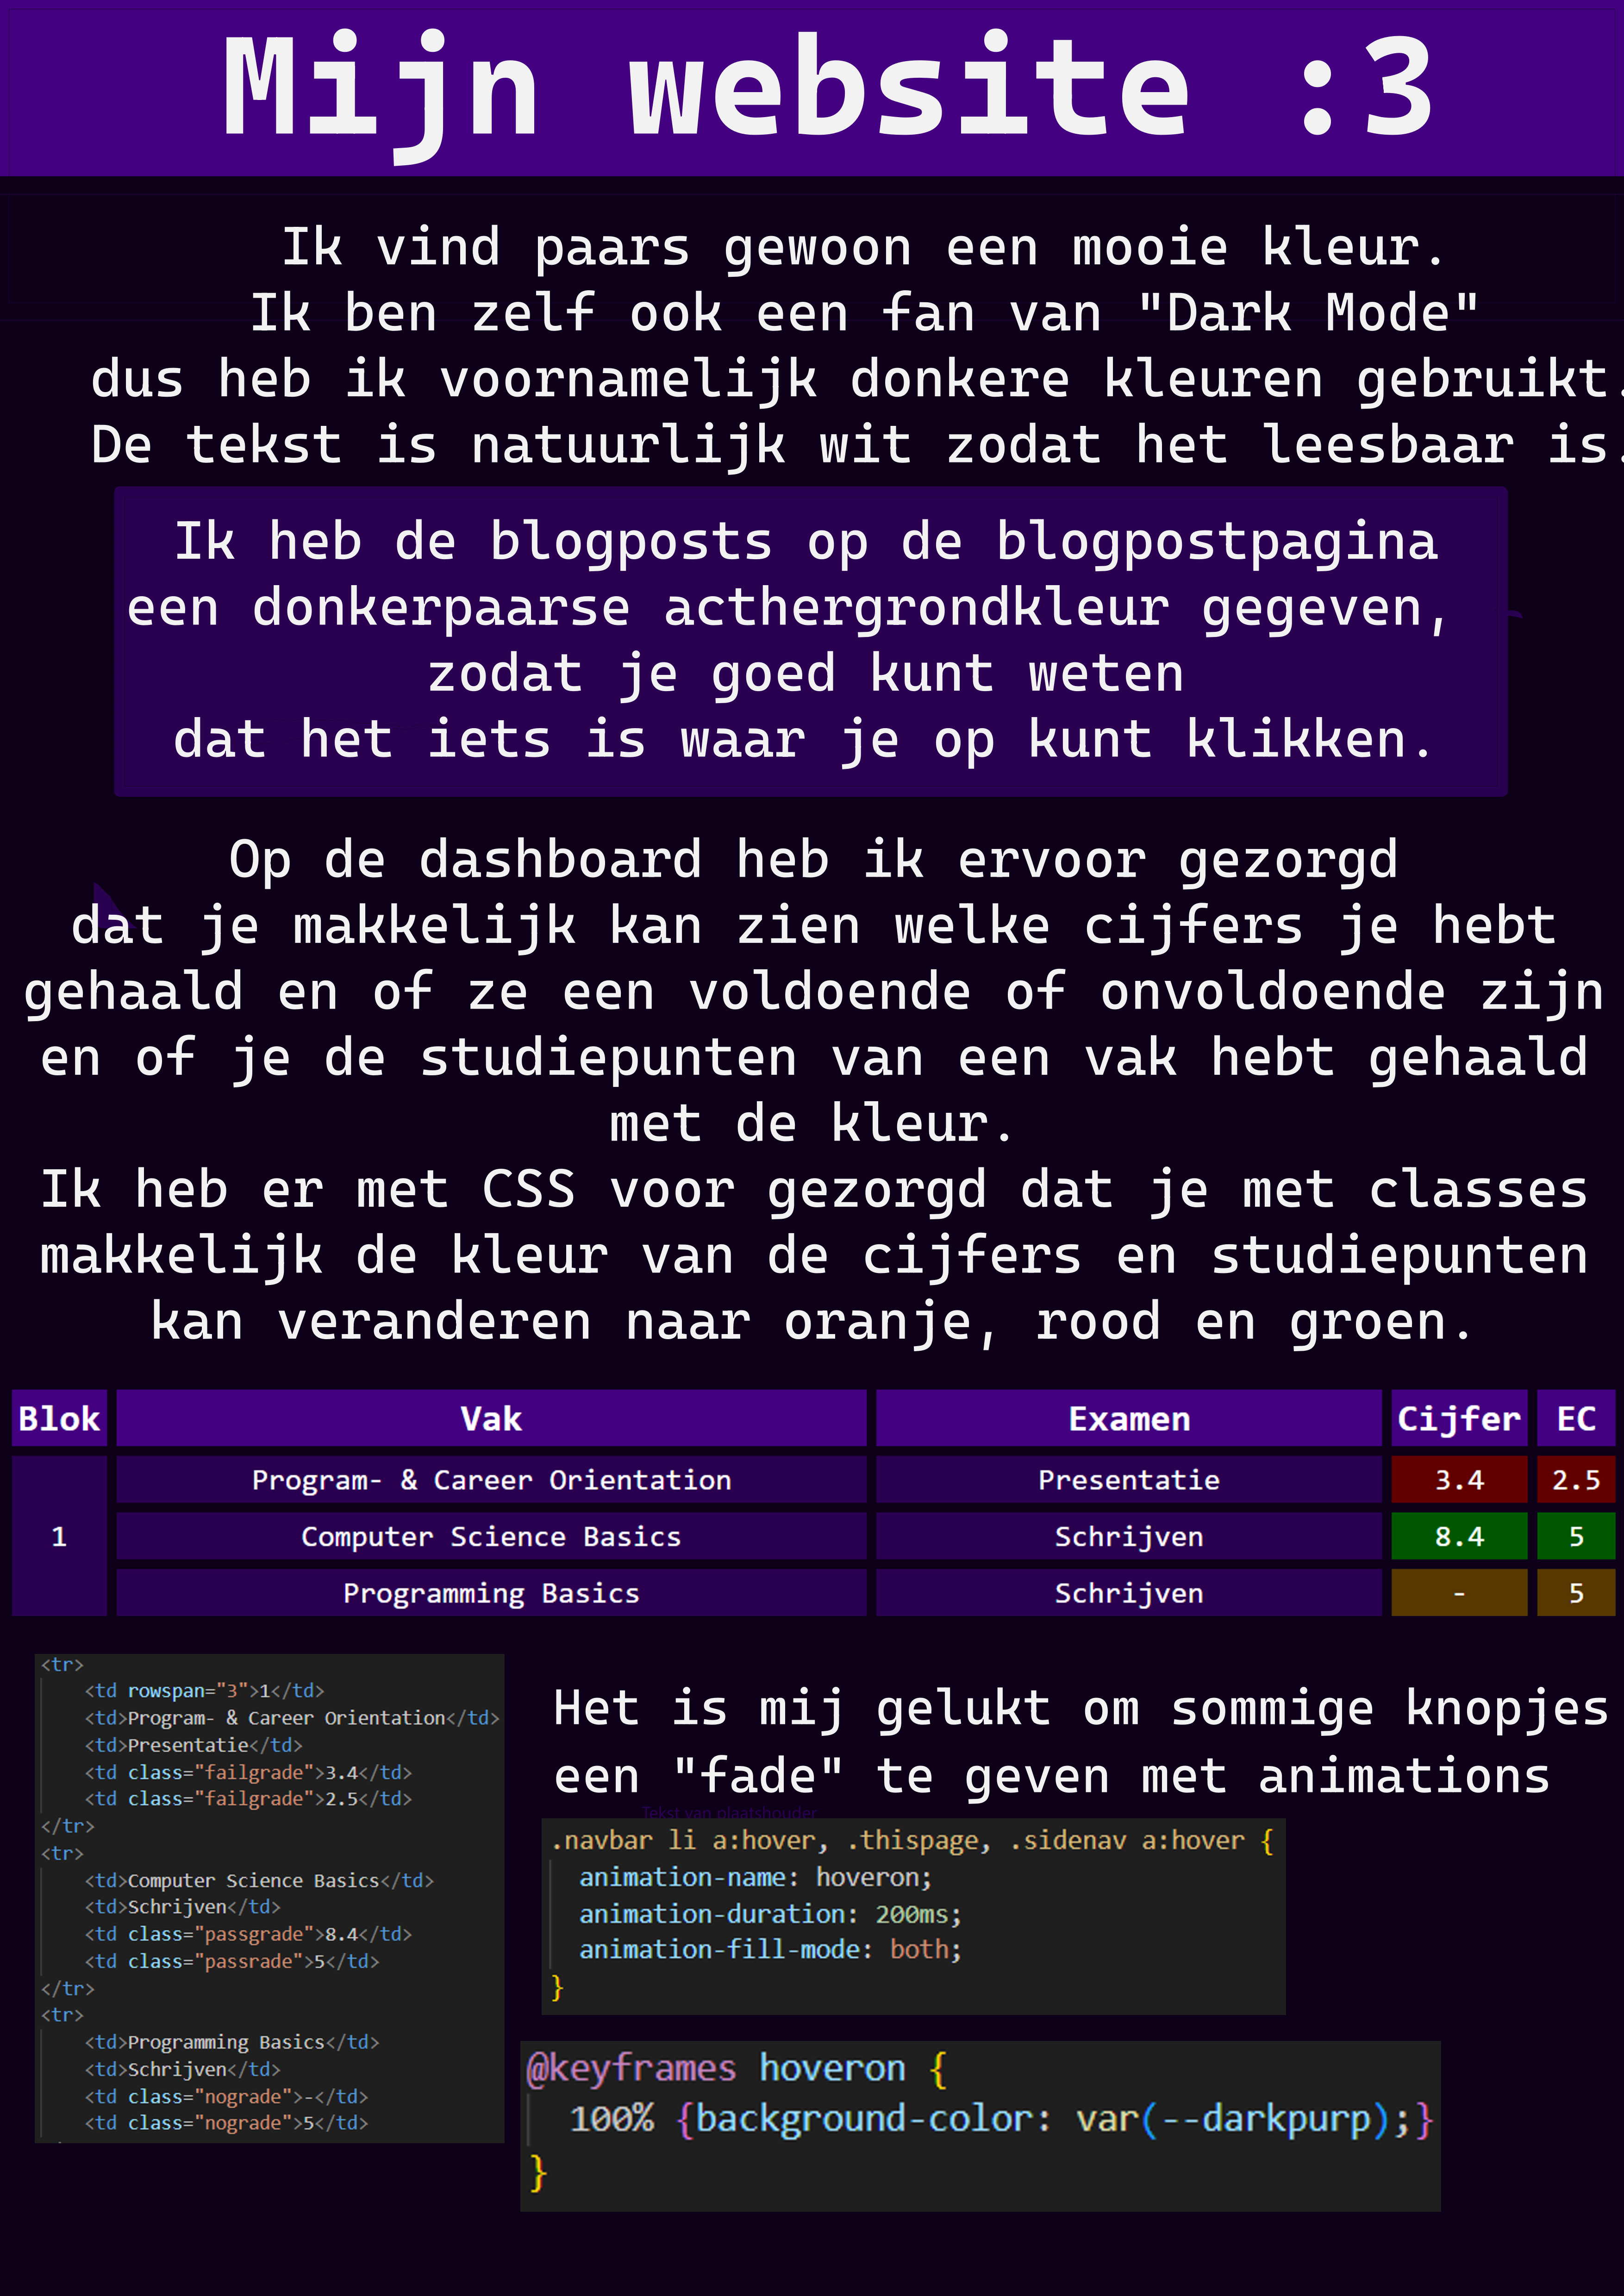 Mijn website :3
Ik vind paars gewoon een mooie kleur.
Ik ben zelf ook een fan van "Dark Mode"
dus heb ik voornamelijk donkere kleuren gebruikt.
De tekst is natuurlijk wit zodat het leesbaar is.
Ik heb de blogposts op de blogpostpagina
een donkerpaarse acthergrondkleur gegeven,
zodat je goed kunt weten
dat het iets is waar je op kunt klikken.
Op de dashboard heb ik ervoor gezorgd
dat je makkelijk kan zien welke cijfers je hebt
gehaald en of ze een voldoende of onvoldoende zijn
en of je de studiepunten van een vak hebt gehaald
met de kleur.
Ik heb er met CSS voor gezorgd dat je met classes
makkelijk de kleur van de cijfers en studiepunten
kan veranderen naar oranje, rood en groen.
Blok Vak Examen Cijfer EC
Program- & Career Orientation Presentatie 3.4 2.5
1 Computer Science Basics Schrijven 8.4 5
Programming Basics Schrijven - 5
<tr>
<td rowspan="3">1</td>
<td>Program- & Career Orientation</td>
<td>Presentatie</td>
<td class="failgrade">3.4</td>
<td class="failgrade">2.5</td>
</tr>
<tr>
<td>Computer Science Basics</td>
<td>Schrijven</td>
<td class="passgrade">8.4</td>
<td class="passrade">5</td>
</tr>
<tr>
<td>Programming Basics</td>
<td>Schrijven</td>
<td class="nograde">-</td>
<td class="nograde">5</td>
Het is mij gelukt om sommige knopjes
een "fade" te geven met animations
Tekst van plaatshouder
.navbar li a:hover, .thispage, .sidenav a:hover {
animation-name: hoveron;
animation-duration: 200ms;
animation-fill-mode: both;
}
@keyframes hoveron {
100% {background-color: var(--darkpurp);}
}